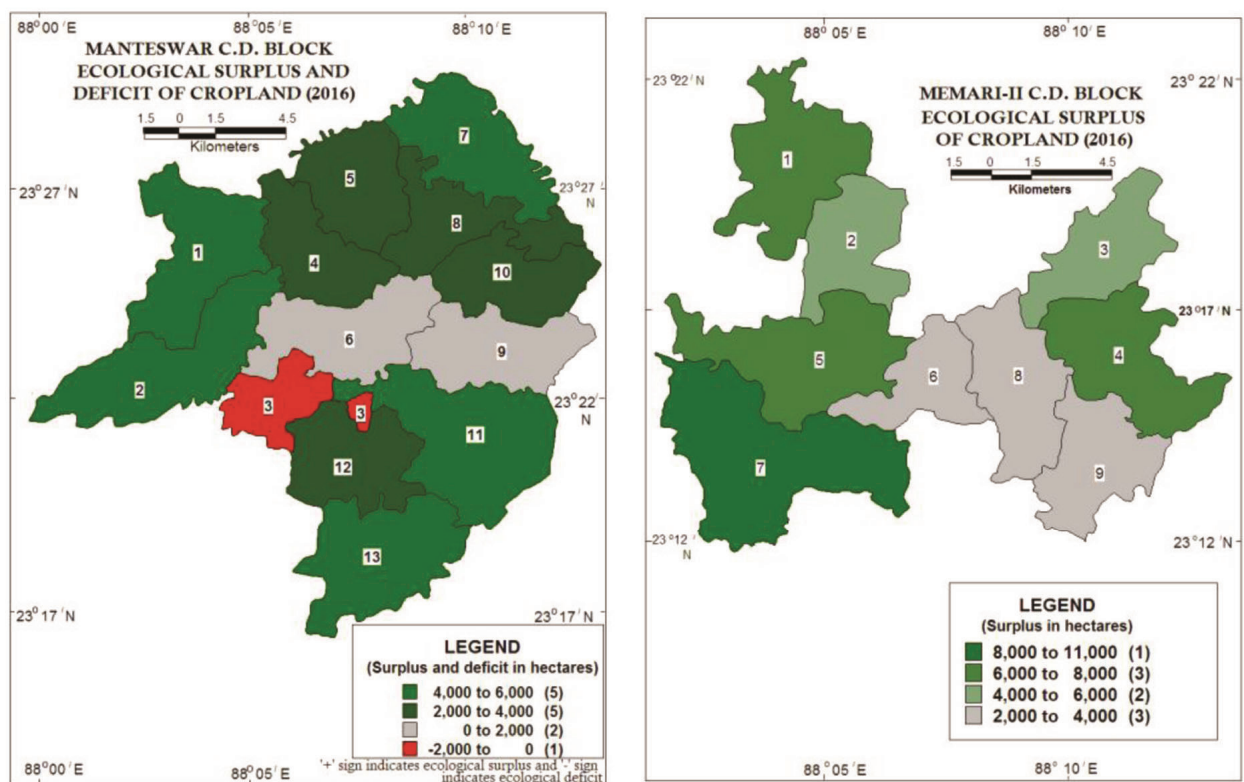 88°00′E
88°05′E
88°10′E
MANTESWAR C.D. BLOCK
ECOLOGICAL SURPLUS AND
DEFICIT OF CROPLAND (2016)
1.5 0 1.5 4.5
Kilometers
23°27′N
23°27′
N
7
5
8
1
4
10
6
9
2
3
3
23°22′
N
11
12
13
23°17′N
23°17′N
LEGEND
(Surplus and deficit in hectares)
4,000 to 6,000 (5)
2,000 to 4,000 (5)
0 to 2,000 (2)
-2,000 to 0 (1)
'+' sign indicates ecological surplus and '-' sign
indicates ecological deficit
88°00′E
88°05′E
88°05′E
88°10′E
23°22′
N
23°22′
N
MEMARI-II C.D. BLOCK
ECOLOGICAL SURPLUS
OF CROPLAND (2016)
1.5 0 1.5 4.5
Kilometers
1
2
3
23°17′N
23°17′N
4
5
6
8
7
9
23°12′
N
23°12′N
LEGEND
(Surplus in hectares)
8,000 to 11,000 (1)
6,000 to 8,000 (3)
4,000 to 6,000 (2)
2,000 to 4,000 (3)
88°05′E
88°10′E